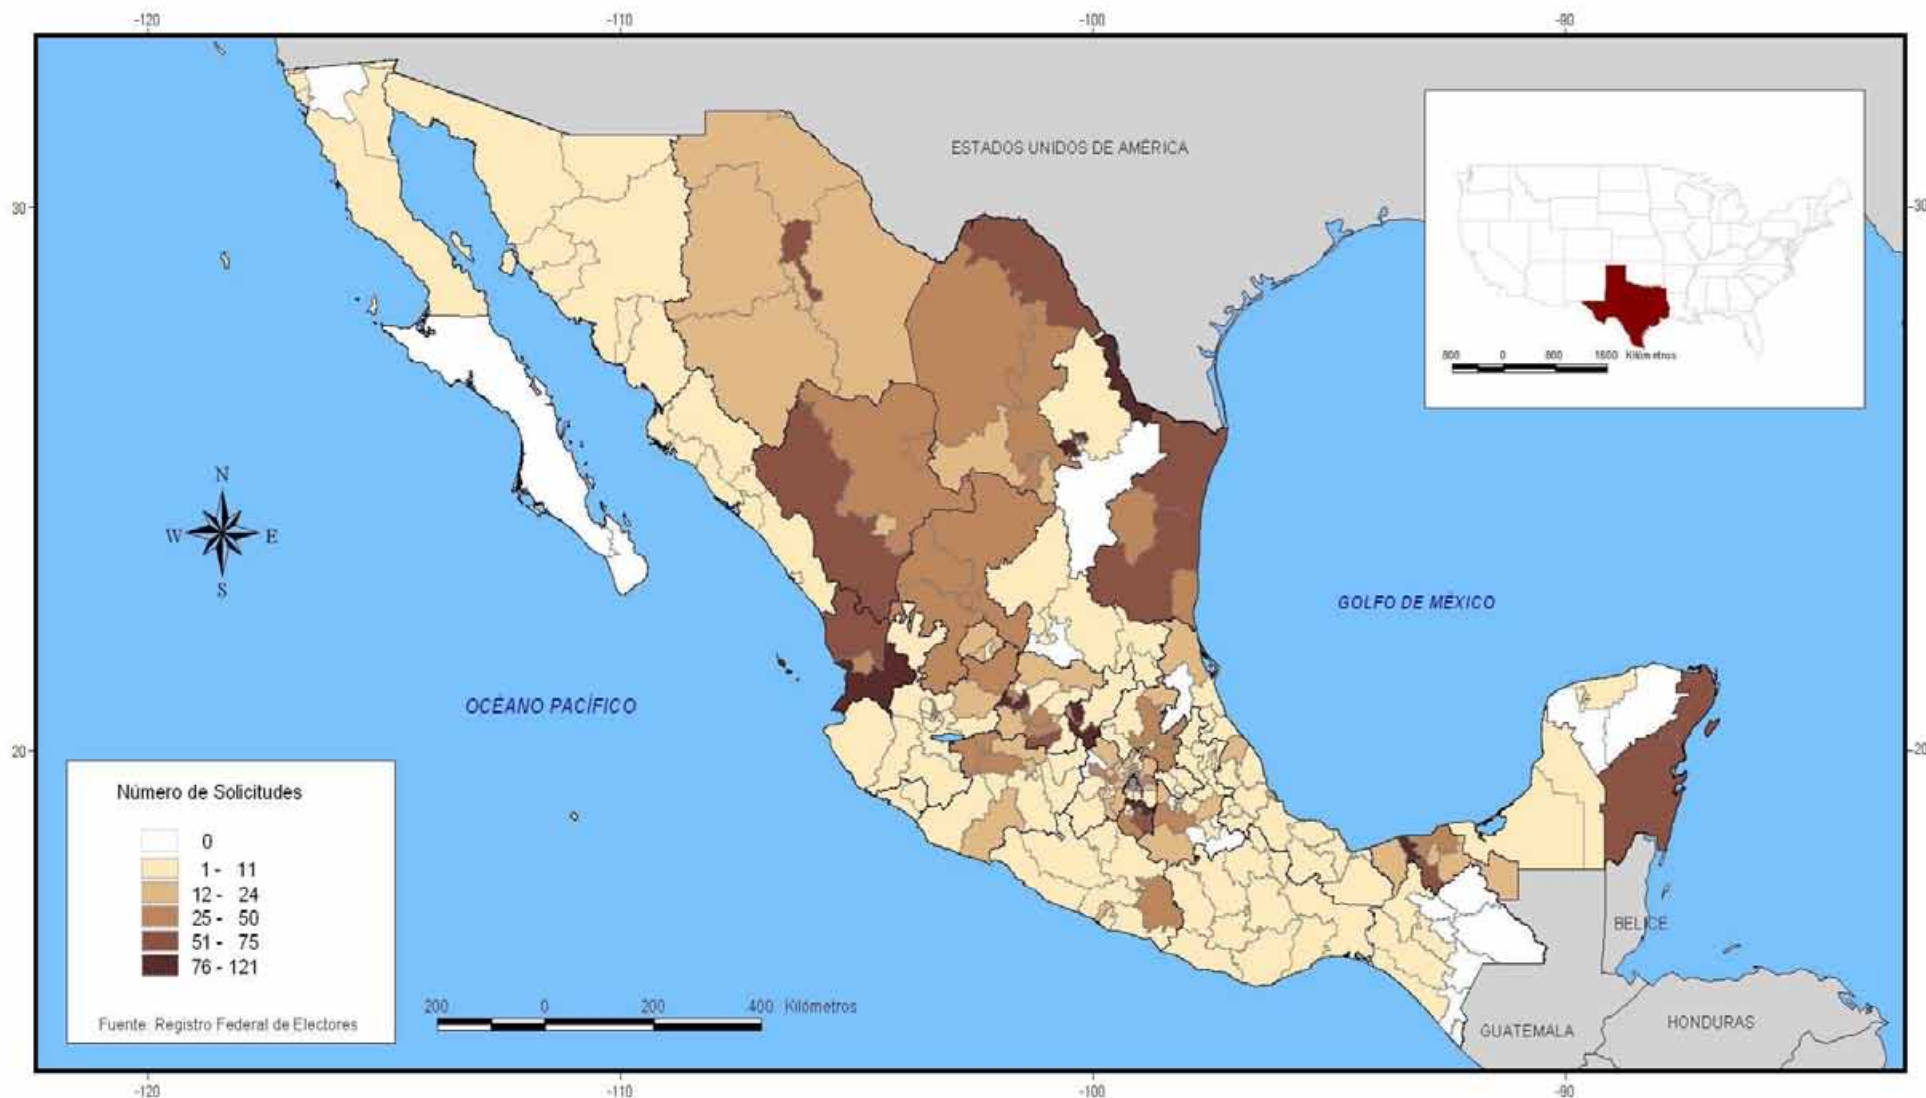 -120 -110 -100 -90
ESTADOS UNIDOS DE AMÉRICA
30 30
800 0 800 1600 Kilómetros
N
W E
S
GOLFO DE MÉXICO
OCÉANO PACÍFICO
20 -20
Número de Solicitudes
0
1 - 11
12 - 24
25 - 50
51 - 75
76 - 121
Fuente: Registro Federal de Electores
200 0 200 400 Kilómetros
BELICE
GUATEMALA
HONDURAS
-120 -110 -100 -90